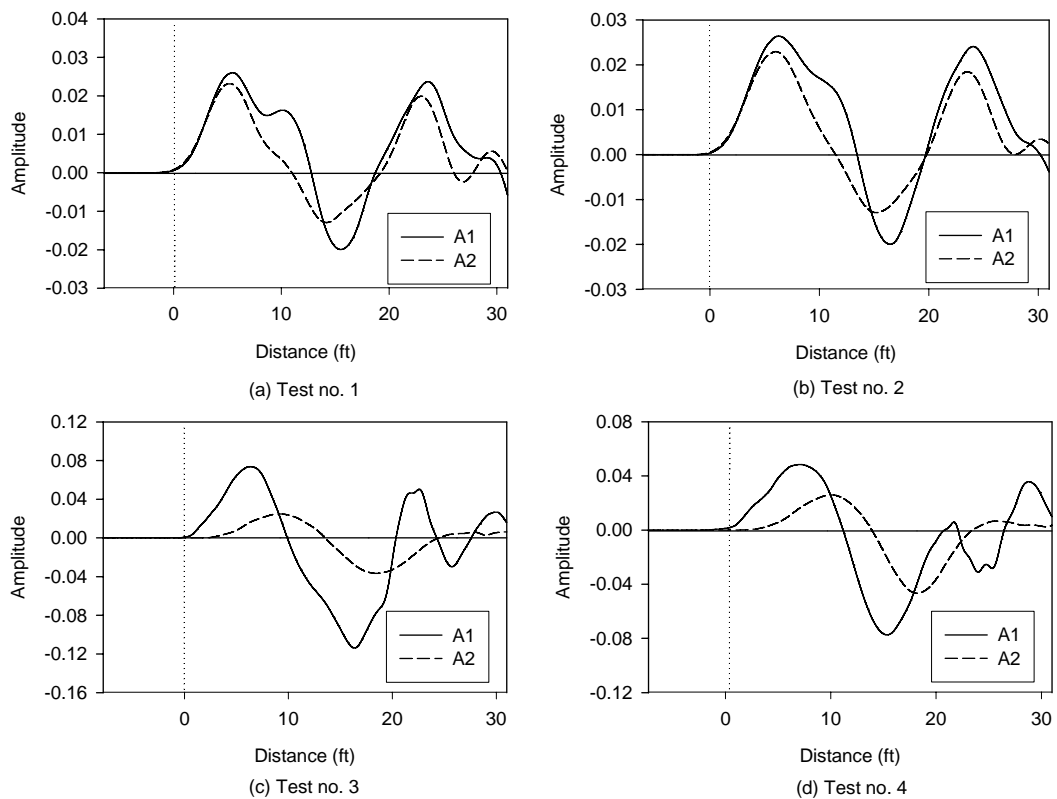 0.04
0.03
0.02
0.01
0.00
-0.01
-0.02
-0.03
Amplitude
0 10 20 30
Distance (ft)
A1
A2
(a) Test no. 1
0.03
0.02
0.01
0.00
-0.01
-0.02
-0.03
Amplitude
0 10 20 30
Distance (ft)
A1
A2
(b) Test no. 2
0.12
0.08
0.04
0.00
-0.04
-0.08
-0.12
-0.16
Amplitude
0 10 20 30
Distance (ft)
A1
A2
(c) Test no. 3
0.08
0.04
0.00
-0.04
-0.08
-0.12
Amplitude
0 10 20 30
Distance (ft)
A1
A2
(d) Test no. 4